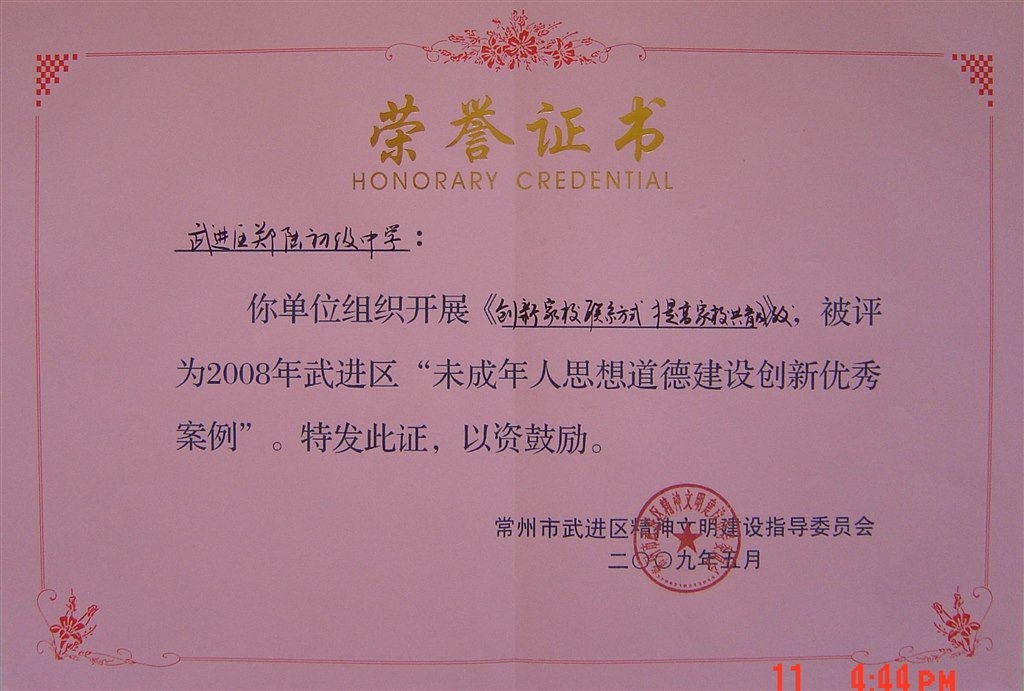 荣誉证书
HONORARY CREDENTIAL
武进区郑陆初级中学：
你单位组织开展《创新家校联系方式 提高家校共育成效》，被评
为2008年武进区“未成年人思想道德建设创新优秀
案例”。特发此证，以资鼓励。
常州市武进区精神文明建设指导委员会
二〇〇九年五月
11 4:44PM